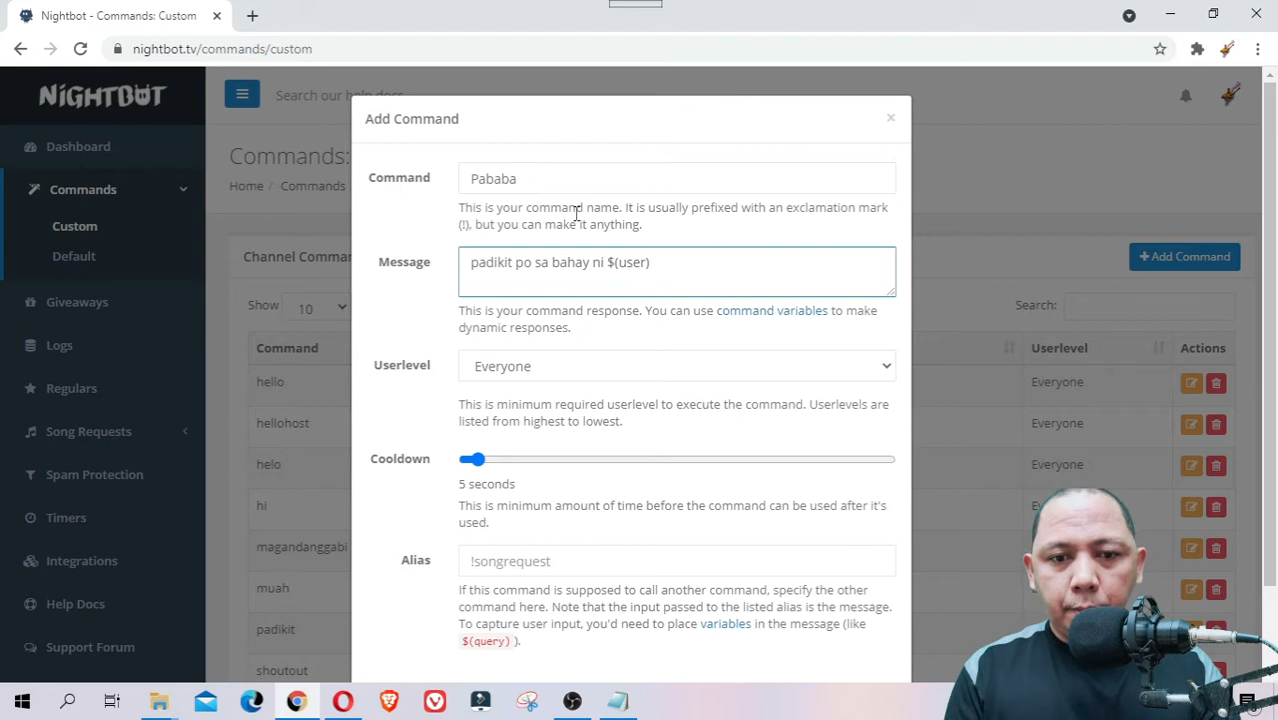 Nightbot - Commands: Custom
nightbot.tv/commands/custom
NIGHTBOT
Search our help docs
Dashboard
Commands
Custom
Default
Giveaways
Logs
Regulars
Song Requests
Spam Protection
Timers
Integrations
Help Docs
Support Forum
Commands:
Home / Commands
Channel Comma
+ Add Command
Show
10
Search:
Command
Userlevel
Actions
hello
Everyone
hellohost
Everyone
helo
Everyone
hi
magandanggabi
muah
padikit
shoutout
Add Command
×
Command
Pababa
This is your command name. It is usually prefixed with an exclamation mark
(!), but you can make it anything.
Message
padikit po sa bahay ni $(user)
This is your command response. You can use command variables to make
dynamic responses.
Userlevel
Everyone
This is minimum required userlevel to execute the command. Userlevels are
listed from highest to lowest.
Cooldown
5 seconds
This is minimum amount of time before the command can be used after it's
used.
Alias
!songrequest
If this command is supposed to call another command, specify the other
command here. Note that the input passed to the listed alias is the message.
To capture user input, you'd need to place variables in the message (like
$(query) ).